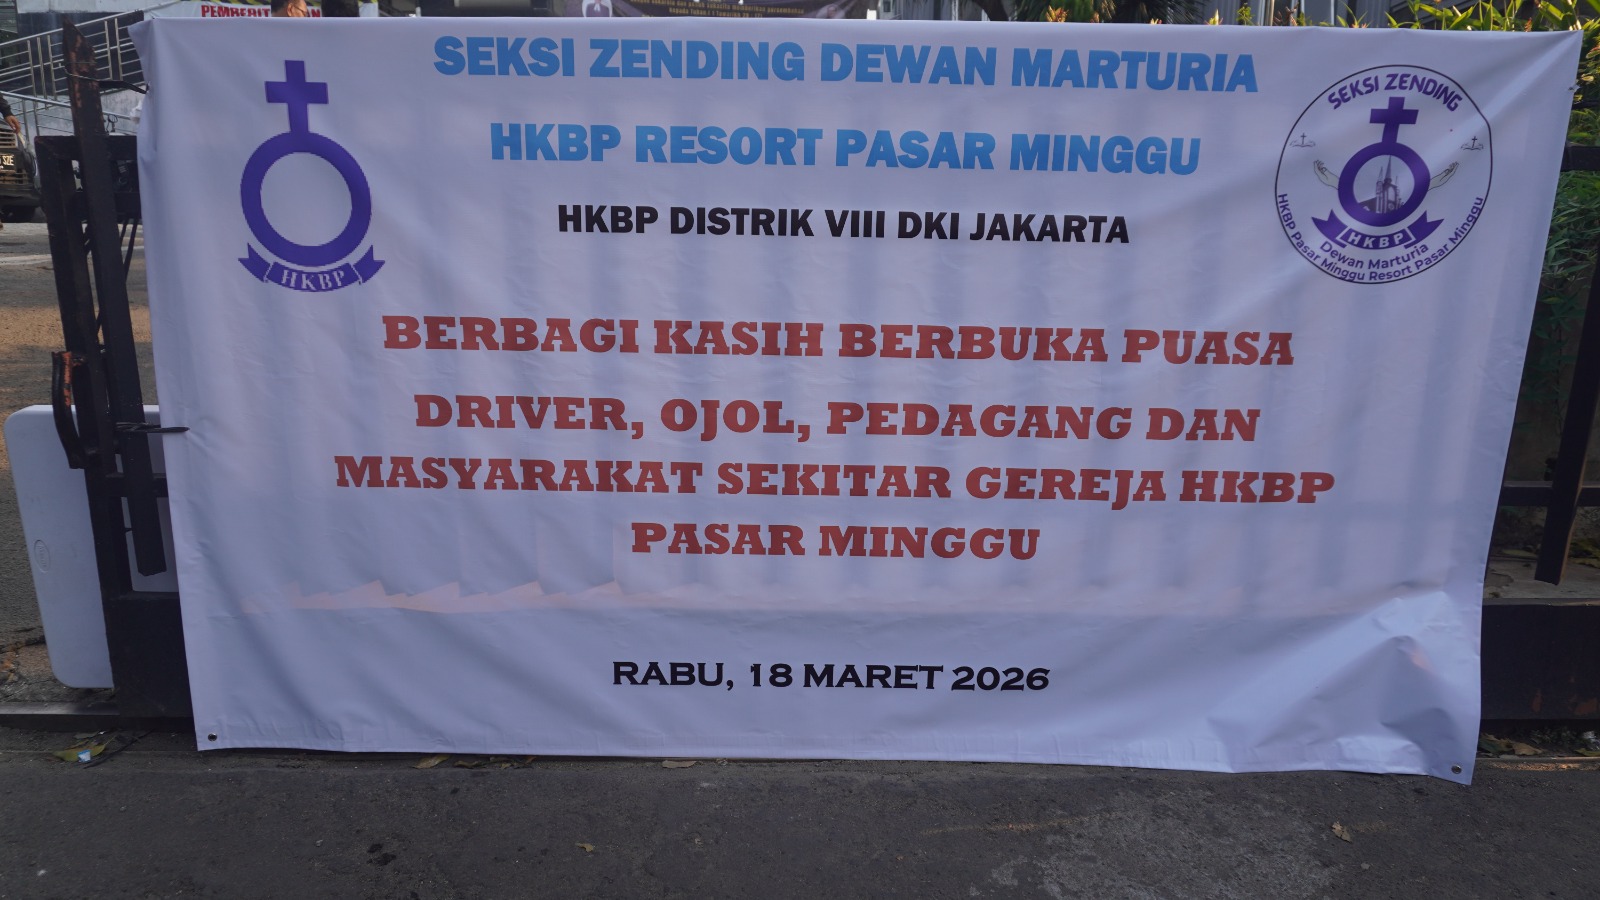 PEMBERIT
SEKSI ZENDING DEWAN MARTURIA
HKBP RESORT PASAR MINGGU
HKBP DISTRIK VIII DKI JAKARTA
HKBP
SEKSI ZENDING
HKBP
Dewan Marturia
HKBP Pasar Minggu Resort Pasar Minggu
BERBAGI KASIH BERBUKA PUASA
DRIVER, OJOL, PEDAGANG DAN
MASYARAKAT SEKITAR GEREJA HKBP
PASAR MINGGU
RABU, 18 MARET 2026